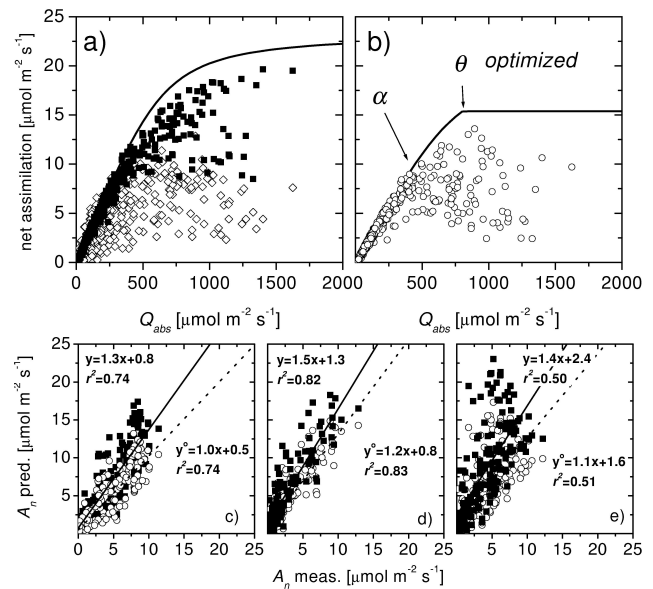 a)
b)
θ optimized
α
net assimilation [μmol m⁻² s⁻¹]
25
20
15
10
5
0
0 500 1000 1500 2000
500 1000 1500 2000
Q_abs [μmol m⁻² s⁻¹]
Q_abs [μmol m⁻² s⁻¹]
A_n pred. [μmol m⁻² s⁻¹]
25
20
15
10
5
y=1.3x+0.8
r²=0.74
y°=1.0x+0.5
r²=0.74
c)
y=1.5x+1.3
r²=0.82
y°=1.2x+0.8
r²=0.83
d)
y=1.4x+2.4
r²=0.50
y°=1.1x+1.6
r²=0.51
e)
0 5 10 15 20 25
5 10 15 20 25
5 10 15 20 25
A_n meas. [μmol m⁻² s⁻¹]